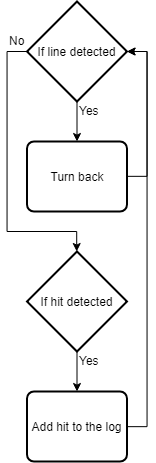 If line detected
No
Yes
Turn back
If hit detected
Yes
Add hit to the log